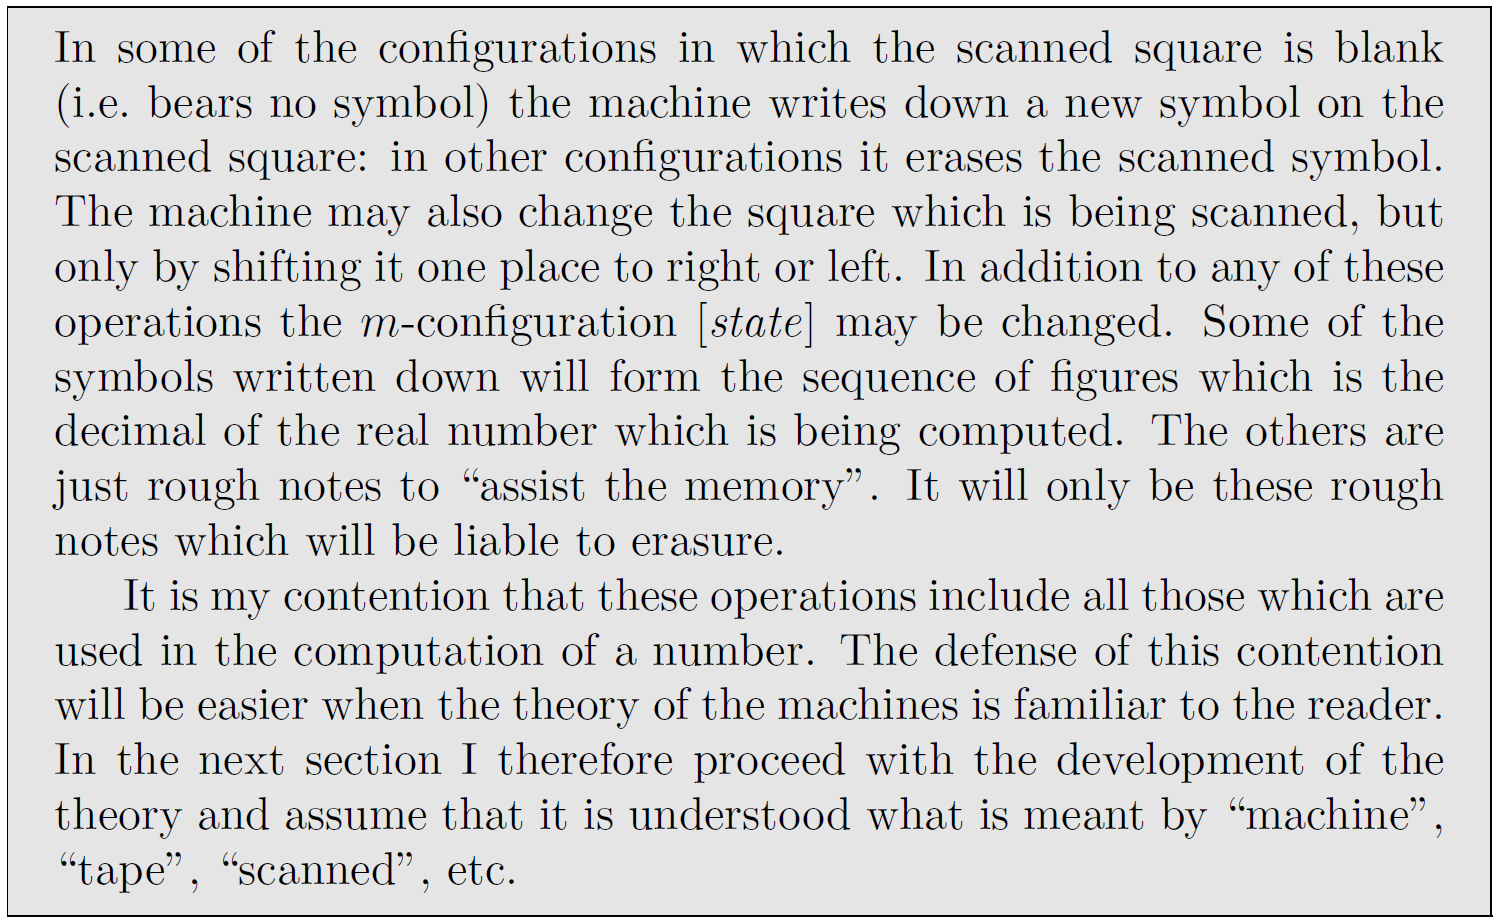 In some of the configurations in which the scanned square is blank
(i.e. bears no symbol) the machine writes down a new symbol on the
scanned square: in other configurations it erases the scanned symbol.
The machine may also change the square which is being scanned, but
only by shifting it one place to right or left. In addition to any of these
operations the m-configuration [state] may be changed. Some of the
symbols written down will form the sequence of figures which is the
decimal of the real number which is being computed. The others are
just rough notes to “assist the memory”. It will only be these rough
notes which will be liable to erasure.
It is my contention that these operations include all those which are
used in the computation of a number. The defense of this contention
will be easier when the theory of the machines is familiar to the reader.
In the next section I therefore proceed with the development of the
theory and assume that it is understood what is meant by “machine”,
“tape”, “scanned”, etc.